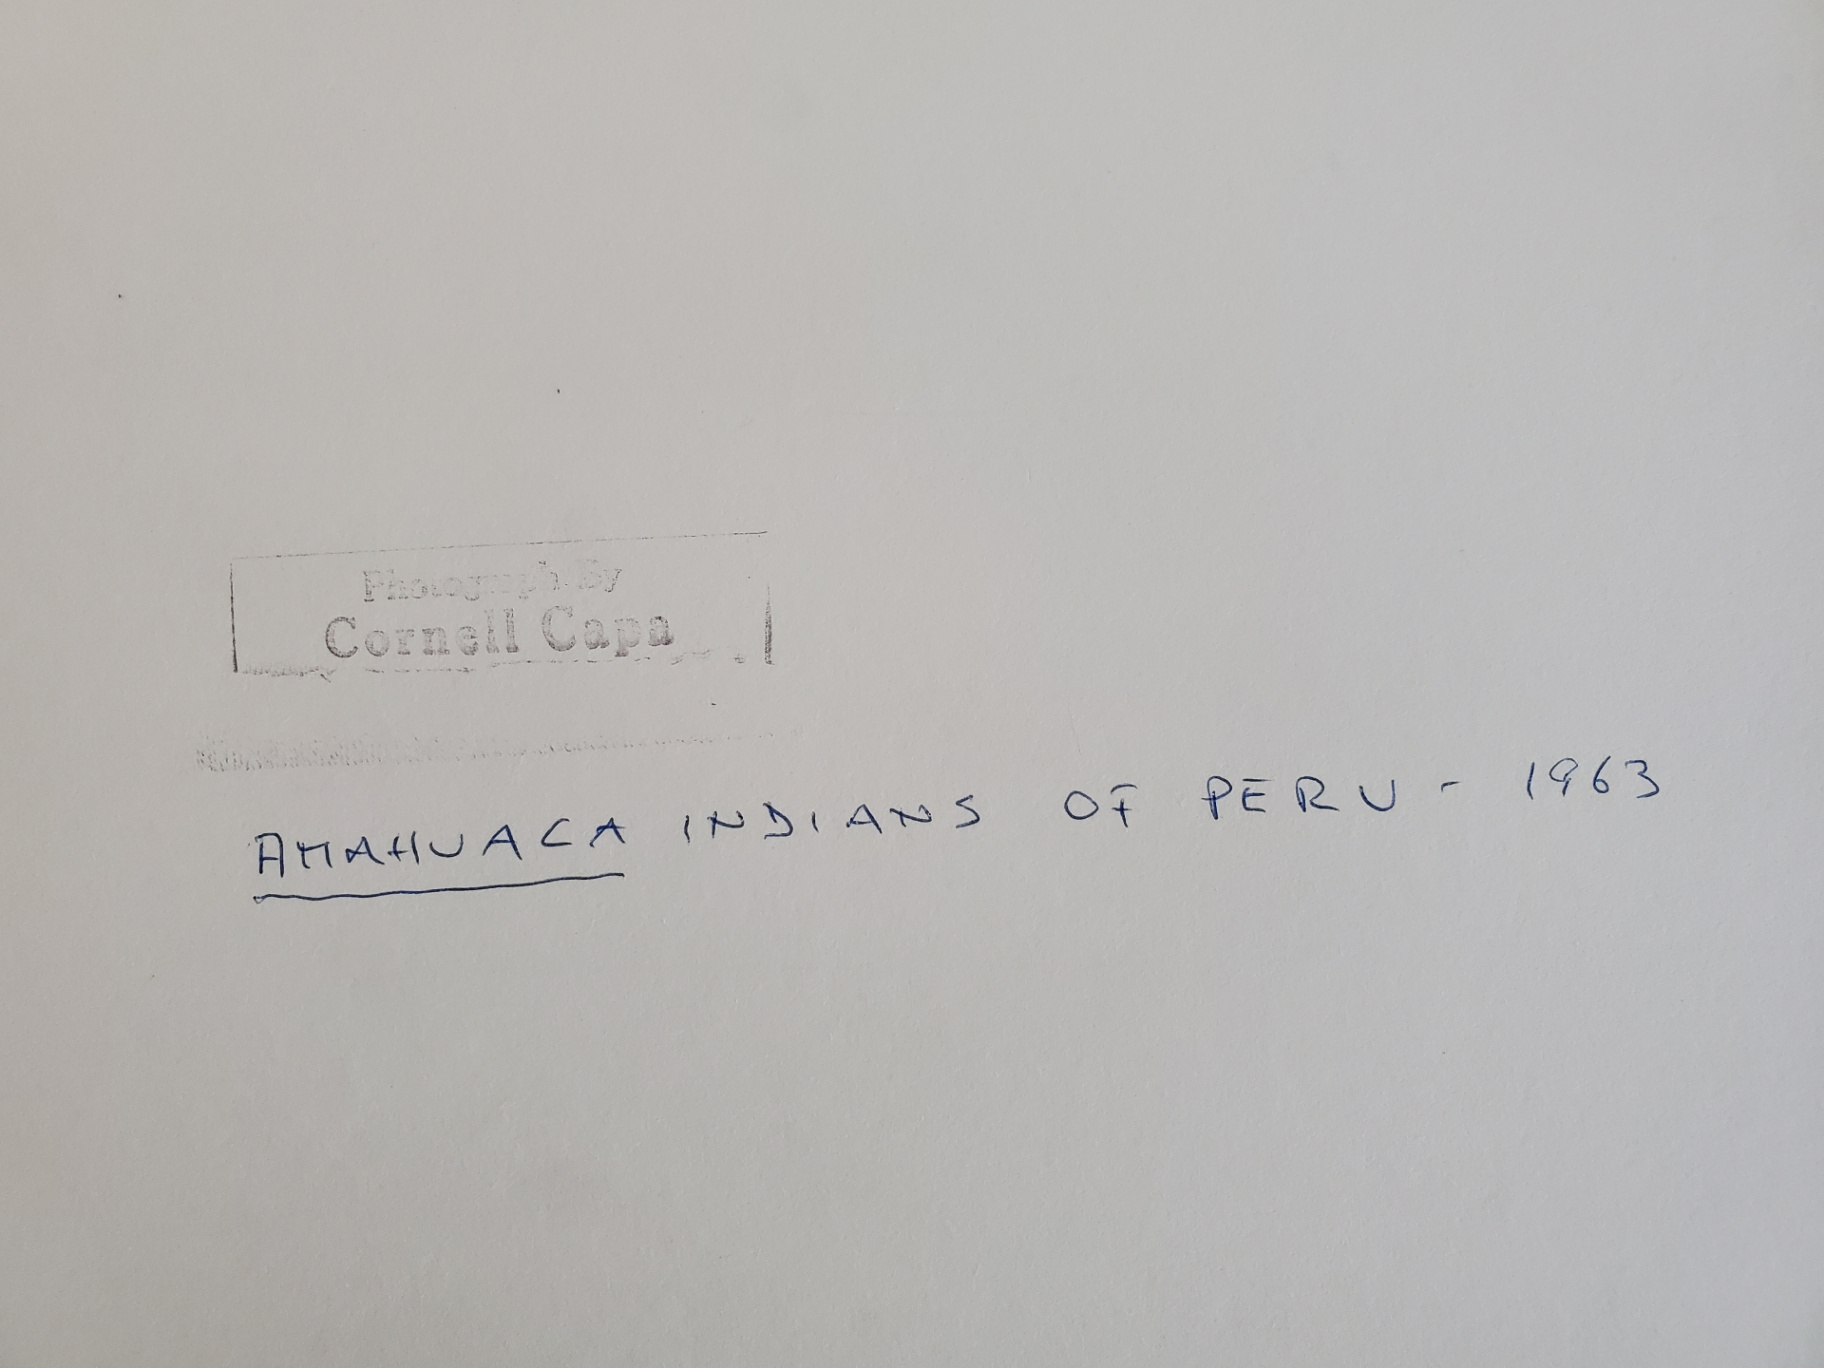 Photograph By
Cornell Capa
AMAHUACA INDIANS OF PERU - 1963